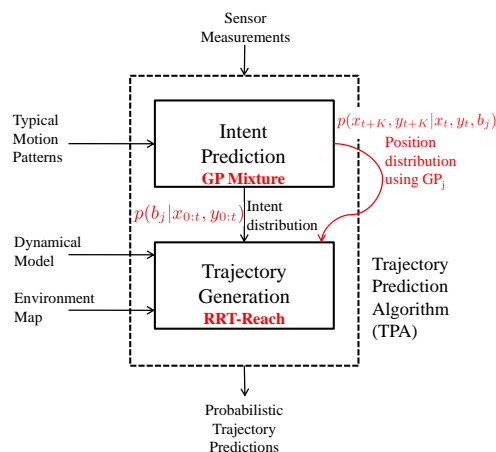 Sensor
Measurements
Typical
Motion
Patterns
Intent
Prediction
GP Mixture
p(x_{t+K}, y_{t+K}|x_t, y_t, b_j)
Position
distribution
using GP_j
p(b_j|x_{0:t}, y_{0:t})
Intent
distribution
Dynamical
Model
Environment
Map
Trajectory
Generation
RRT-Reach
Trajectory
Prediction
Algorithm
(TPA)
Probabilistic
Trajectory
Predictions